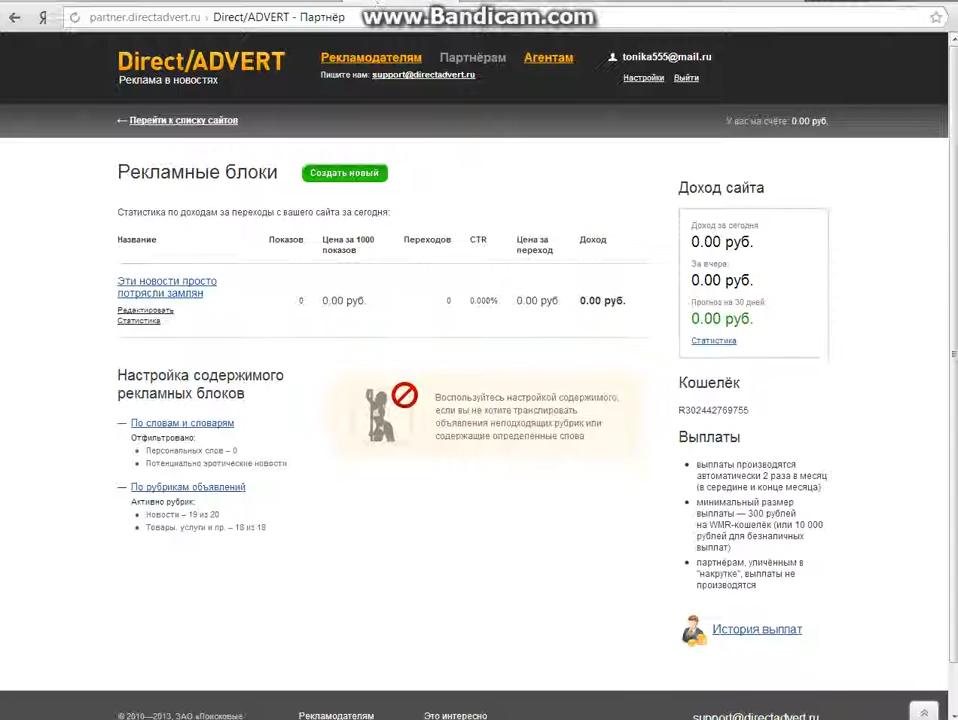 www.Bandicam.com
Я partner.directadvert.ru › Direct/ADVERT - Партнёр
Direct/ADVERT
Реклама в новостях
Рекламодателям Партнёрам Агентам
Пишите нам: support@directadvert.ru
tonika555@mail.ru
Настройки Выйти
← Перейти к списку сайтов
У вас на счёте: 0.00 руб.
Рекламные блоки
Создать новый
Статистика по доходам за переходы с вашего сайта за сегодня:
Название Показов Цена за 1000 показов Переходов CTR Цена за переход Доход
Эти новости просто
потрясли замлян
0 0.00 руб. 0 0.000% 0.00 руб 0.00 руб.
Редактировать
Статистика
Настройка содержимого
рекламных блоков
— По словам и словарям
Отфильтровано:
• Персональных слов – 0
• Потенциально эротические новости
— По рубрикам объявлений
Активно рубрик:
• Новости – 19 из 20
• Товары, услуги и пр. – 18 из 18
Воспользуйтесь настройкой содержимого,
если вы не хотите транслировать
объявления неподходящих рубрик или
содержащие определенные слова
Доход сайта
Доход за сегодня
0.00 руб.
За вчера:
0.00 руб.
Прогноз на 30 дней:
0.00 руб.
Статистика
Кошелёк
R302442769755
Выплаты
• выплаты производятся
автоматически 2 раза в месяц
(в середине и конце месяца)
• минимальный размер
выплаты — 300 рублей
на WMR-кошелёк (или 10 000
рублей для безналичных
выплат)
• партнёрам, уличённым в
"накрутке", выплаты не
производятся
История выплат
© 2010—2013, ЗАО «Поисковые
Рекламодателям
Это интересно
support@directadvert.ru